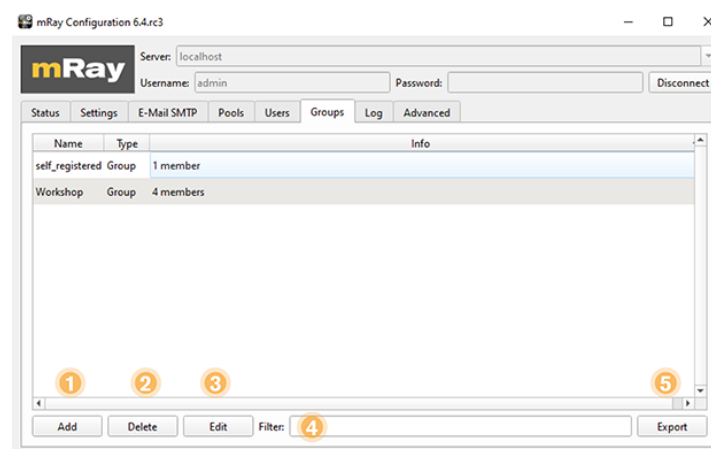 mRay Configuration 6.4.rc3
mRay
Server: localhost
Username: admin Password: Disconnect
Status Settings E-Mail SMTP Pools Users Groups Log Advanced
Name Type Info
self_registered Group 1 member
Workshop Group 4 members
1 2 3 5
Add Delete Edit Filter: 4 Export